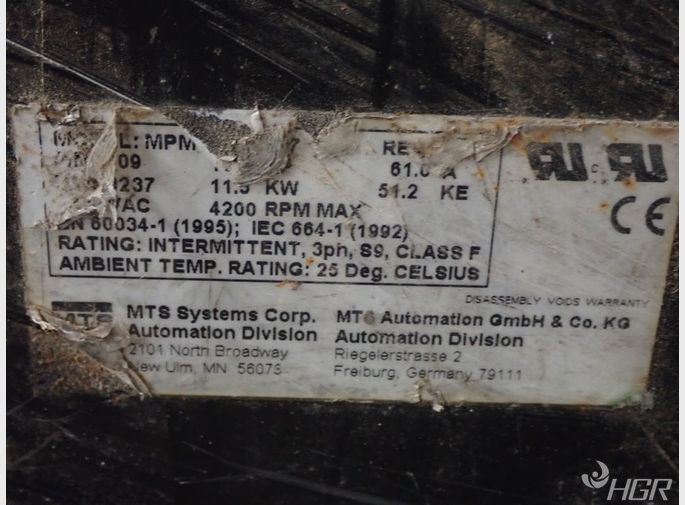 MPM RE
09 A
237 11.5 KW 51.2 KE
VAC 4200 RPM MAX
EN 60034-1 (1995); IEC 664-1 (1992)
RATING: INTERMITTENT, 3ph, S9, CLASS F
AMBIENT TEMP. RATING: 25 Deg. CELSIUS
CE
DISASSEMBLY VOIDS WARRANTY
MTS
MTS Systems Corp.
Automation Division
2101 North Broadway
New Ulm, MN 56073
MTS Automation GmbH & Co. KG
Automation Division
Riegelerstrasse 2
Freiburg, Germany 79111
HGR